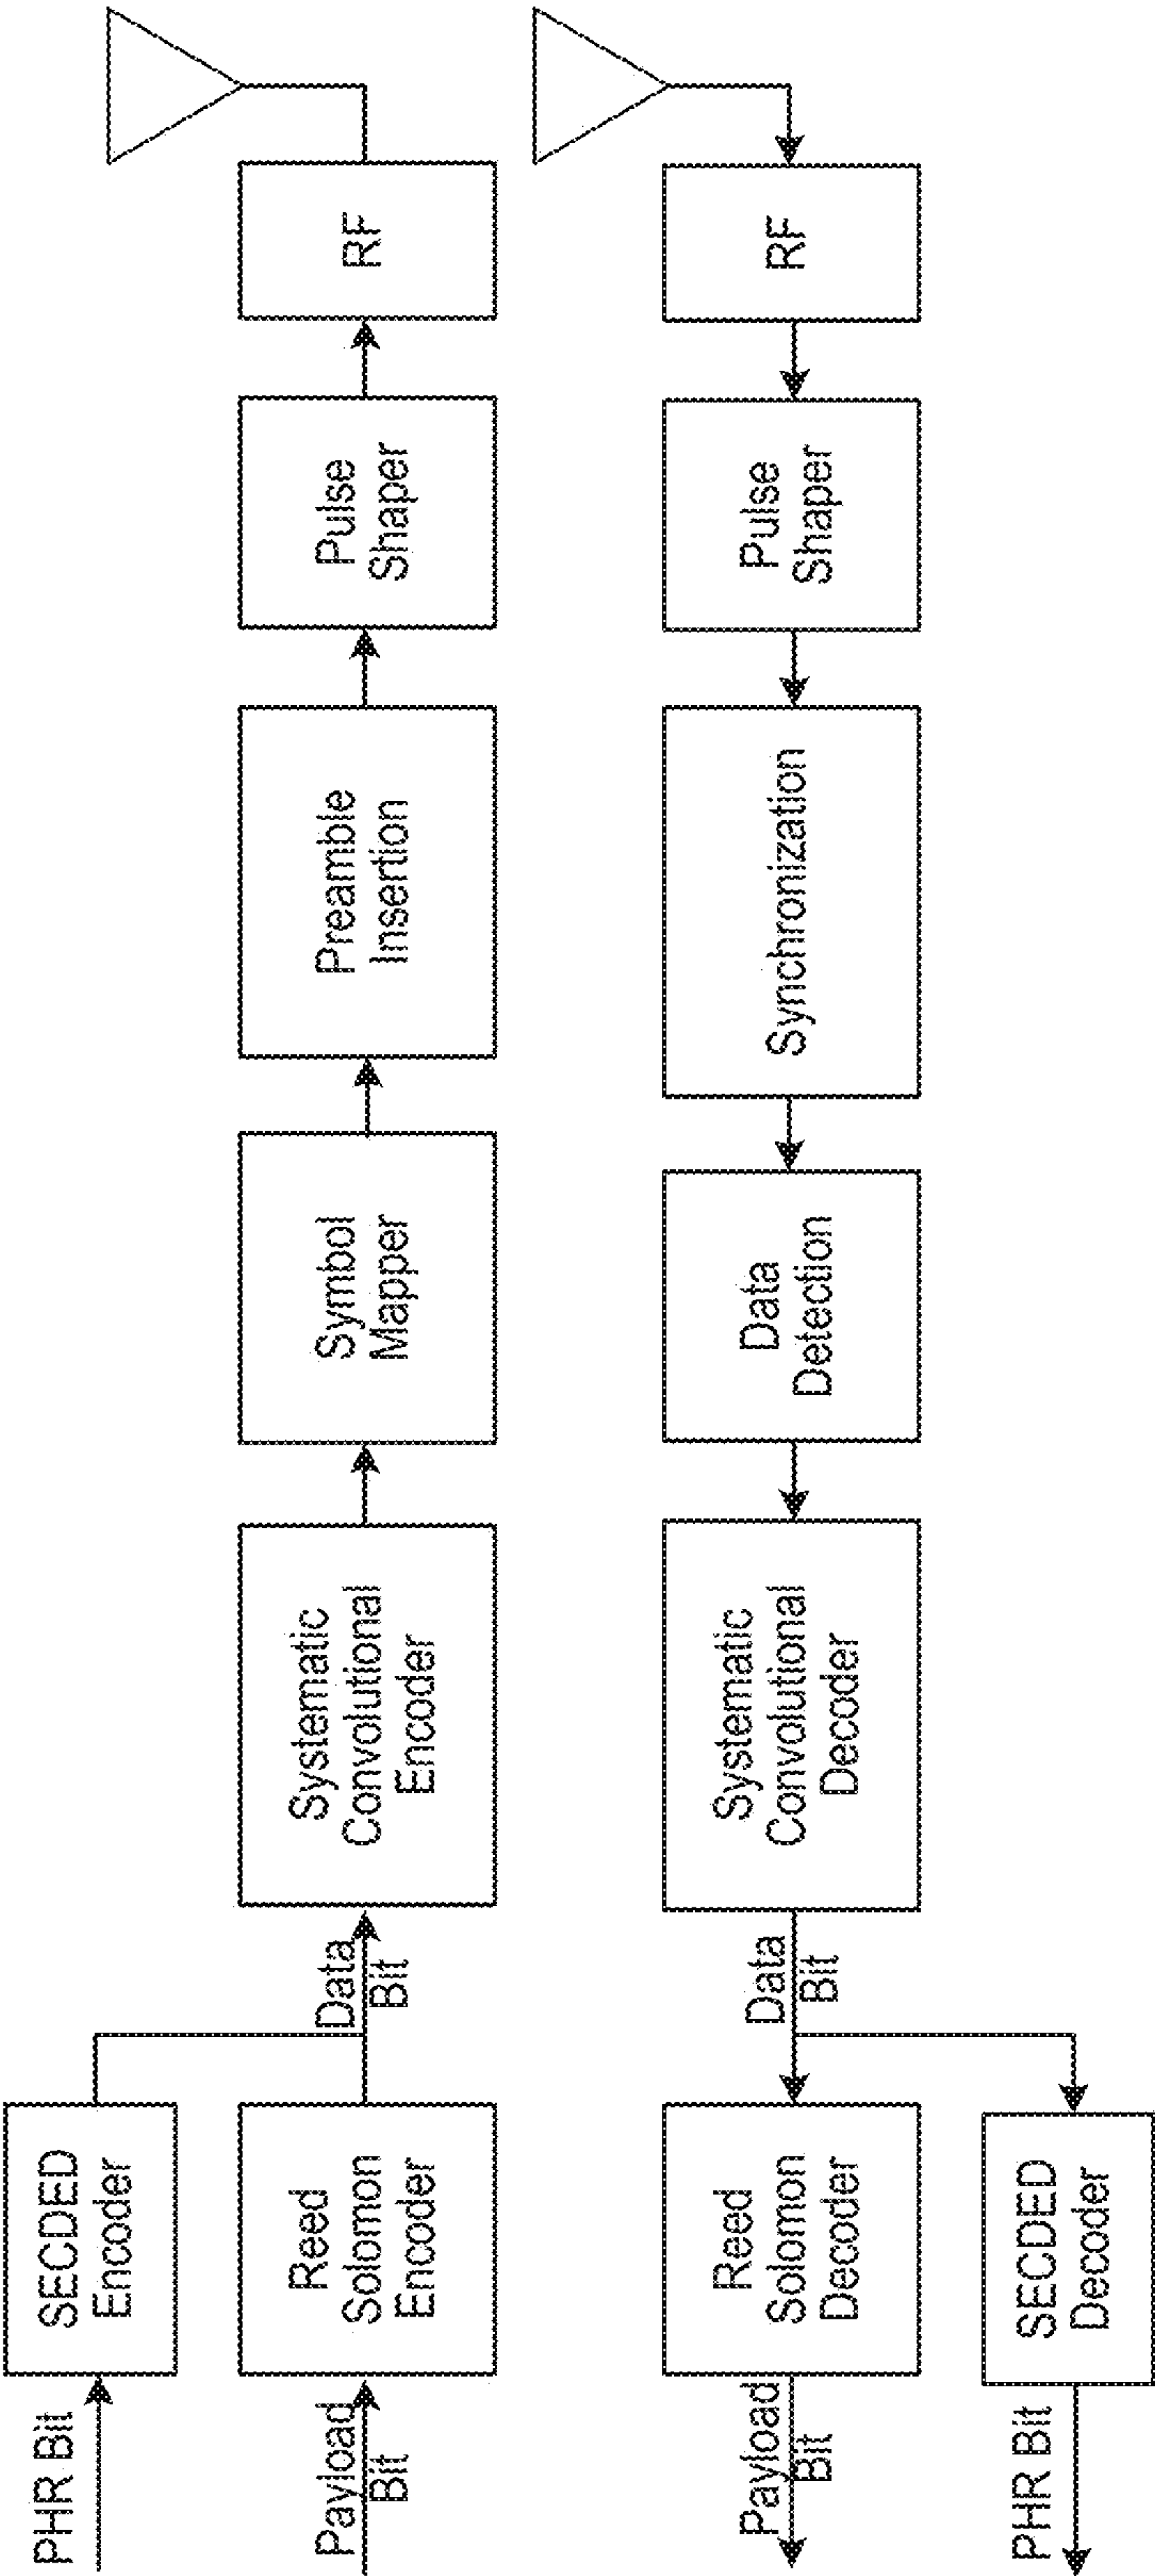 PHR Bit
SECDED
Encoder
Payload
Bit
Reed
Solomon
Encoder
Data
Bit
Systematic
Convolutional
Encoder
Symbol
Mapper
Preamble
Insertion
Pulse
Shaper
RF
Payload
Bit
Reed
Solomon
Decoder
Data
Bit
Systematic
Convolutional
Decoder
Data
Detection
Synchronization
Pulse
Shaper
RF
PHR Bit
SECDED
Decoder